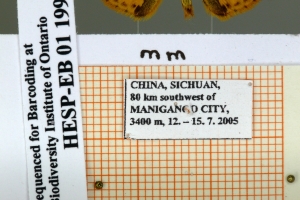 equenced for Barcoding at
Biodiversity Institute of Ontario
HESP-EB 01 199
mm
CHINA, SICHUAN,
80 km southwest of
MANIGANGO CITY,
3400 m, 12. – 15. 7. 2005